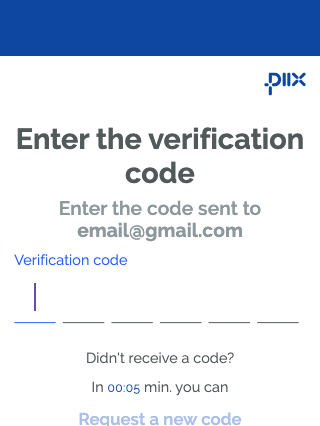 PIIX
Enter the verification
code
Enter the code sent to
email@gmail.com
Verification code
Didn't receive a code?
In 00:05 min. you can
Request a new code